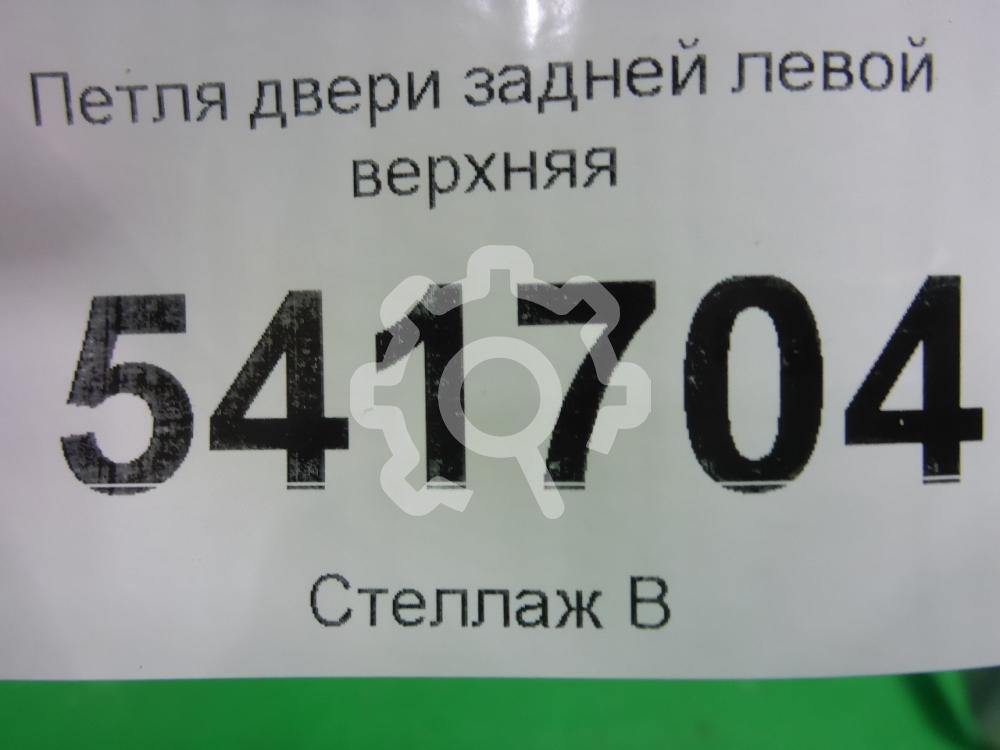 Петля двери задней левой
верхняя
541704
Стеллаж В